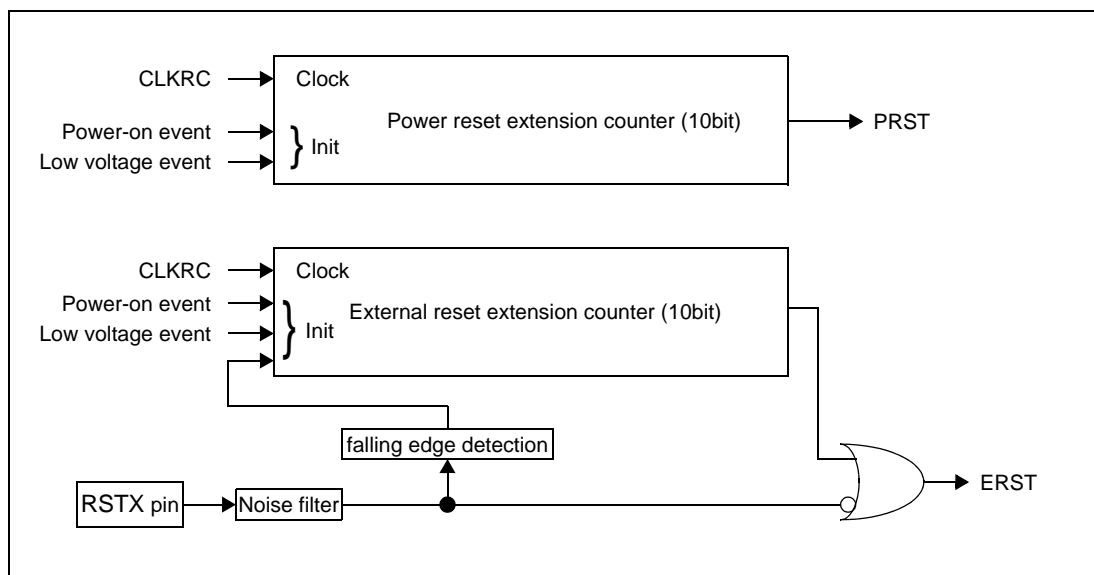 CLKRC
Clock
Power reset extension counter (10bit)
PRST
Power-on event
Low voltage event
} Init
CLKRC
Clock
Power-on event
External reset extension counter (10bit)
Low voltage event
} Init
falling edge detection
RSTX pin
Noise filter
ERST